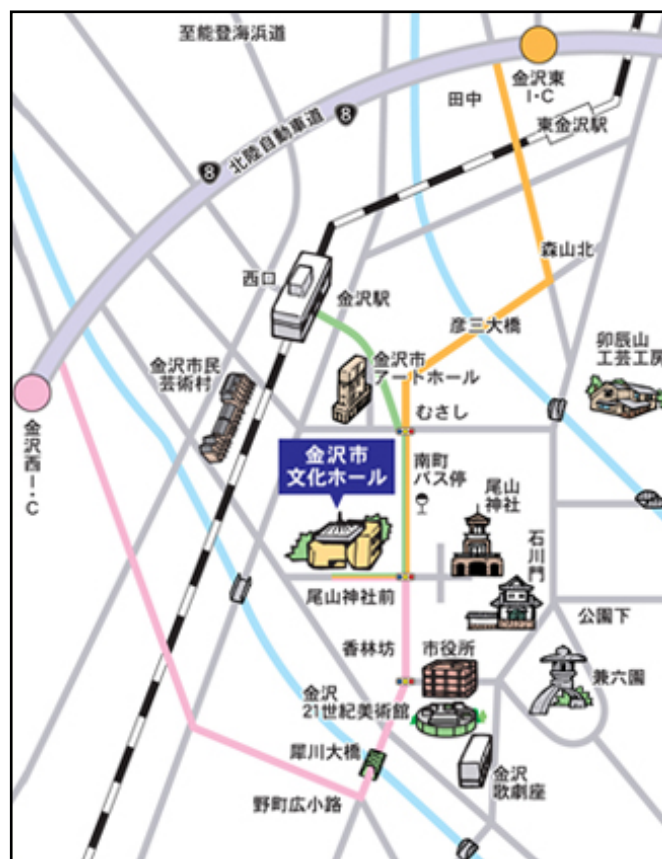 至能登海浜道
金沢東
I・C
田中
8
北陸自動車道
8
東金沢駅
西口
森山北
金沢駅
彦三大橋
卯辰山
工芸工房
金沢市民
芸術村
金沢市
アートホール
むさし
金沢西I・C
金沢市
文化ホール
南町
バス停
尾山
神社
石川門
尾山神社前
公園下
香林坊
市役所
兼六園
金沢
21世紀美術館
犀川大橋
金沢
歌劇座
野町広小路